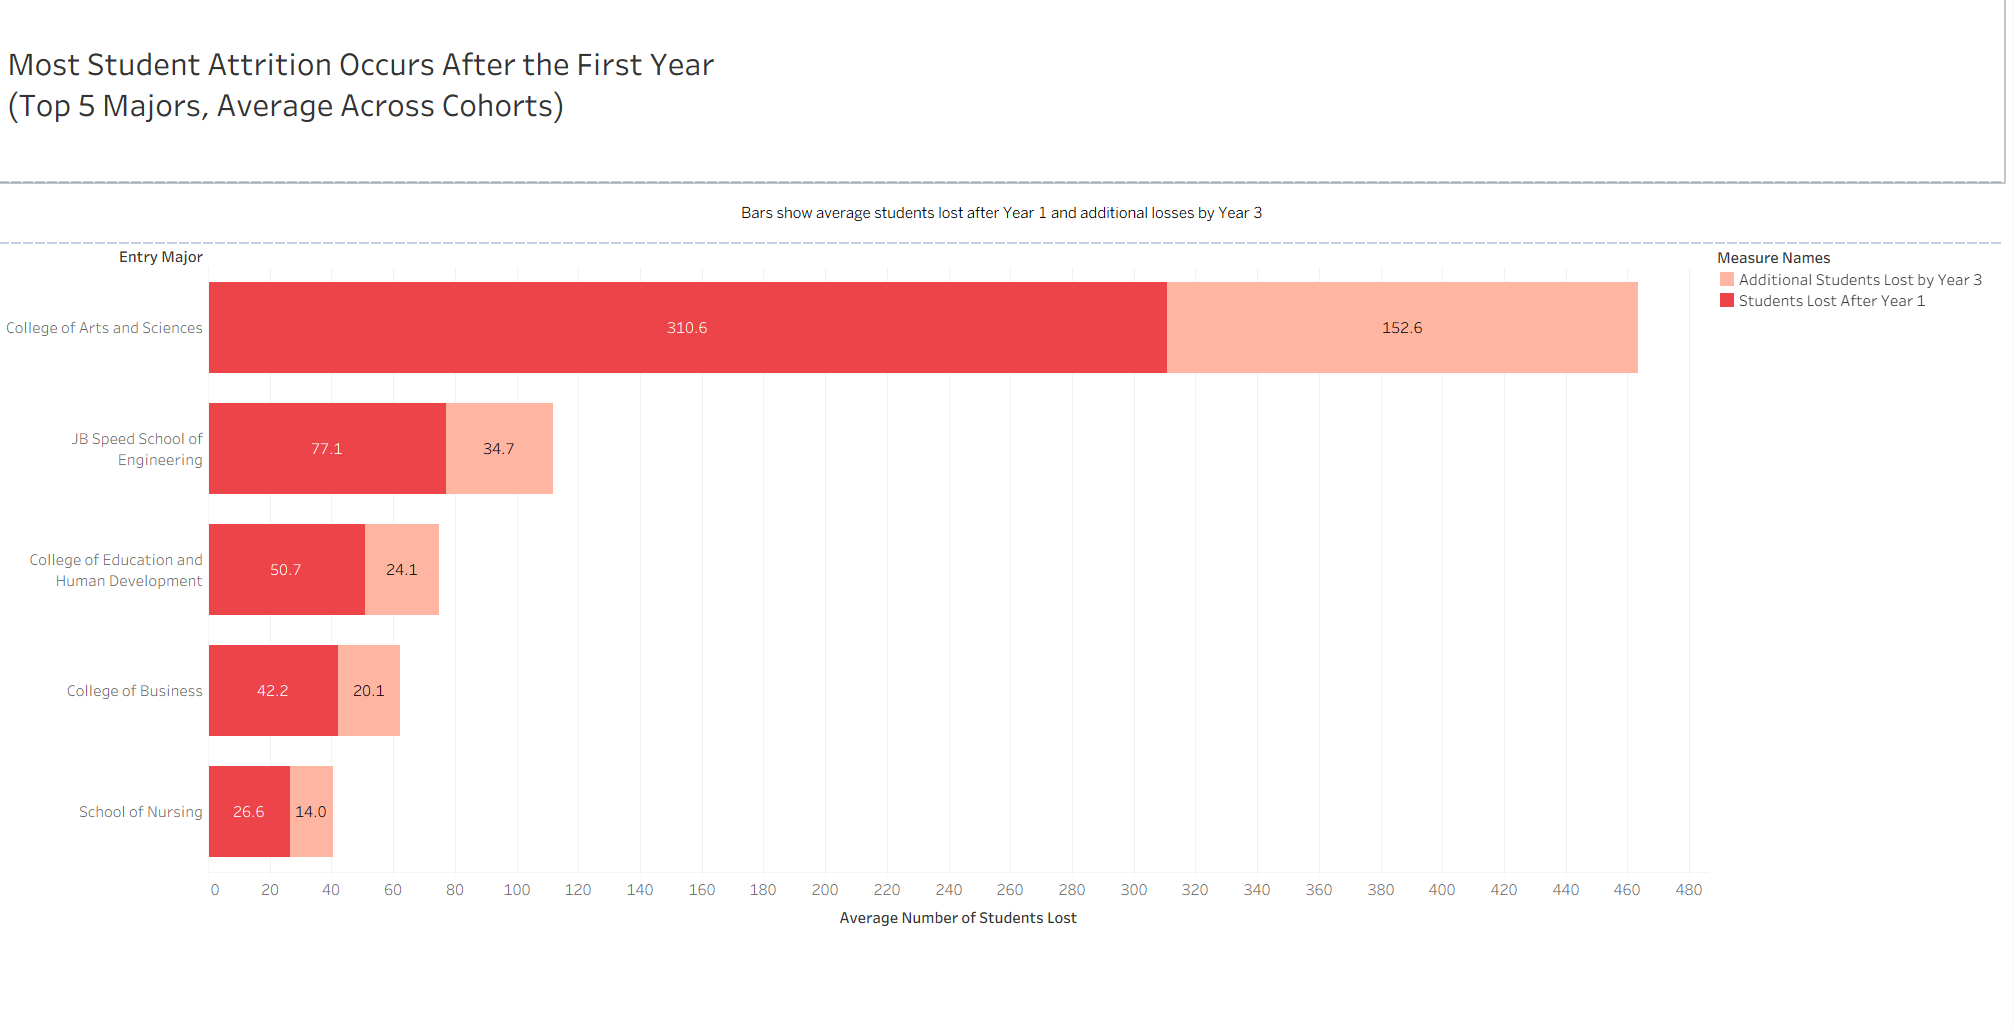 Most Student Attrition Occurs After the First Year
(Top 5 Majors, Average Across Cohorts)
Bars show average students lost after Year 1 and additional losses by Year 3
Entry Major
Measure Names
Additional Students Lost by Year 3
Students Lost After Year 1
College of Arts and Sciences
310.6
152.6
JB Speed School of
Engineering
77.1
34.7
College of Education and
Human Development
50.7
24.1
College of Business
42.2
20.1
School of Nursing
26.6
14.0
0 20 40 60 80 100 120 140 160 180 200 220 240 260 280 300 320 340 360 380 400 420 440 460 480
Average Number of Students Lost